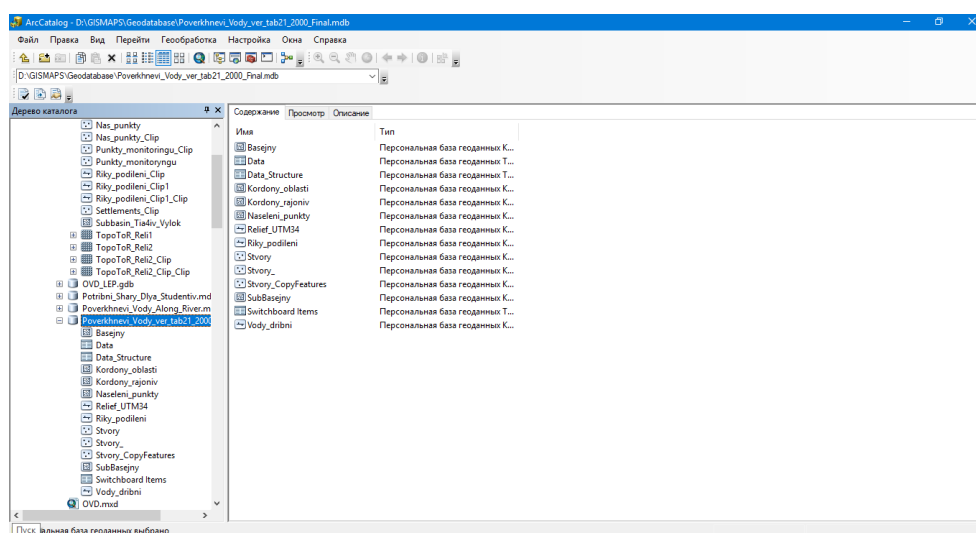 ArcCatalog - D:\GISMAPS\Geodatabase\Poverkhnevi_Vody_ver_tab21_2000_Final.mdb
Файл Правка Вид Перейти Геообработка Настройка Окна Справка
D:\GISMAPS\Geodatabase\Poverkhnevi_Vody_ver_tab21_2000_Final.mdb
Дерево каталога
Nas_punkty
Nas_punkty_Clip
Punkty_monitoringu_Clip
Punkty_monitoryngu
Riky_podileni_Clip
Riky_podileni_Clip1
Riky_podileni_Clip1_Clip
Settlements_Clip
Subbasin_Tia4iv_Vylok
TopoToR_Reli1
TopoToR_Reli2
TopoToR_Reli2_Clip
TopoToR_Reli2_Clip_Clip
OVD_LEP.gdb
Potribni_Shary_Dlya_Studentiv.md
Poverkhnevi_Vody_Along_River.m
Poverkhnevi_Vody_ver_tab21_2000
Basejny
Data
Data_Structure
Kordony_oblasti
Kordony_rajoniv
Naseleni_punkty
Relief_UTM34
Riky_podileni
Stvory
Stvory_
Stvory_CopyFeatures
SubBasejny
Switchboard Items
Vody_dribni
OVD.mxd
Содержание Просмотр Описание
Имя Тип
Basejny Персональная база геоданных К...
Data Персональная база геоданных Т...
Data_Structure Персональная база геоданных Т...
Kordony_oblasti Персональная база геоданных К...
Kordony_rajoniv Персональная база геоданных К...
Naseleni_punkty Персональная база геоданных К...
Relief_UTM34 Персональная база геоданных К...
Riky_podileni Персональная база геоданных К...
Stvory Персональная база геоданных К...
Stvory_ Персональная база геоданных К...
Stvory_CopyFeatures Персональная база геоданных К...
SubBasejny Персональная база геоданных К...
Switchboard Items Персональная база геоданных Т...
Vody_dribni Персональная база геоданных К...
Пуск альная база геоданных выбрано